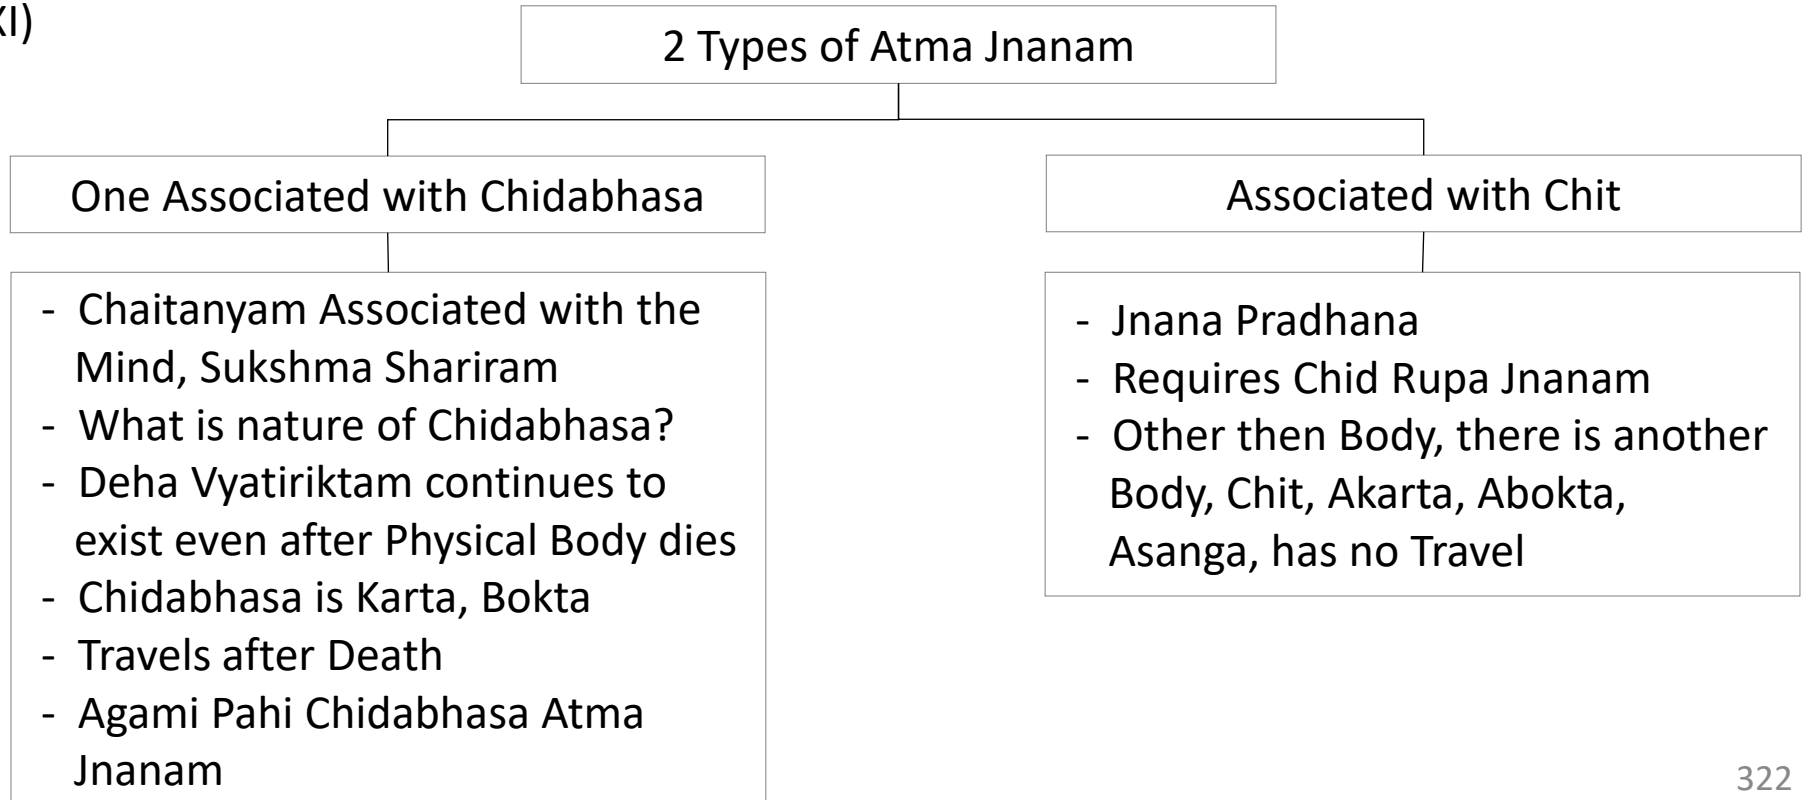 XI)
2 Types of Atma Jnanam
One Associated with Chidabhasa
- Chaitanyam Associated with the
Mind, Sukshma Shariram
- What is nature of Chidabhasa?
- Deha Vyatiriktam continues to
exist even after Physical Body dies
- Chidabhasa is Karta, Bokta
- Travels after Death
- Agami Pahi Chidabhasa Atma
Jnanam
Associated with Chit
- Jnana Pradhana
- Requires Chid Rupa Jnanam
- Other then Body, there is another
Body, Chit, Akarta, Abokta,
Asanga, has no Travel
322